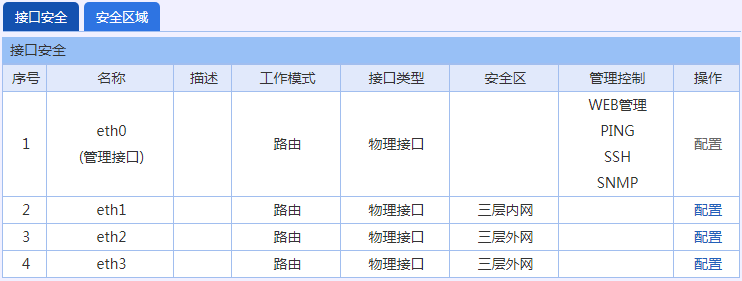 接口安全 安全区域
接口安全
序号 名称 描述 工作模式 接口类型 安全区 管理控制 操作
1 eth0 (管理接口) 路由 物理接口 WEB管理 PING SSH SNMP 配置
2 eth1 路由 物理接口 三层内网 配置
3 eth2 路由 物理接口 三层外网 配置
4 eth3 路由 物理接口 三层外网 配置